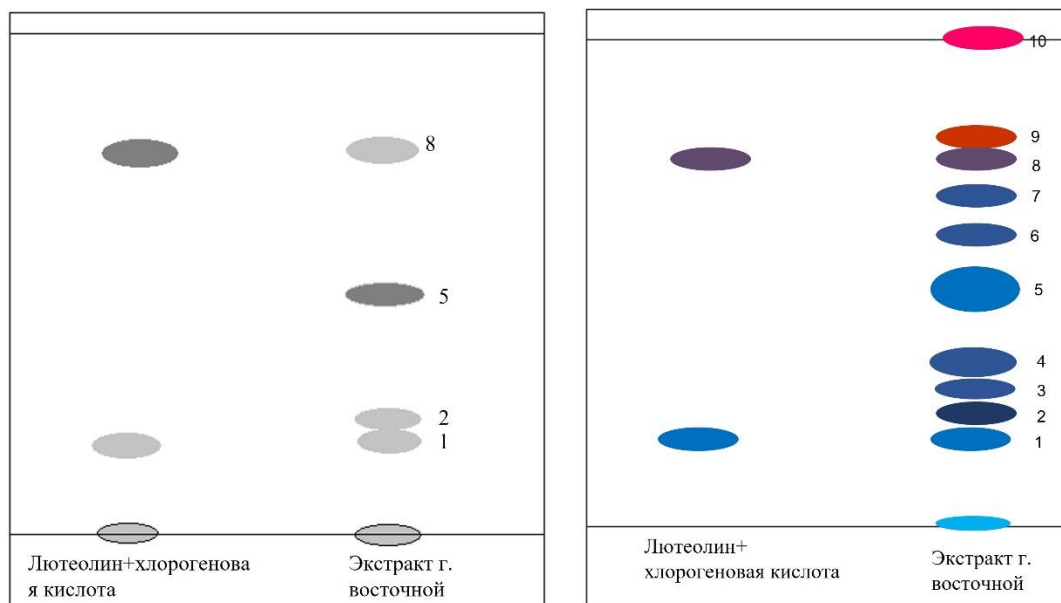 8
5
2
1
Лютеолин+хлорогенова
я кислота
Экстракт г.
восточной
10
9
8
7
6
5
4
3
2
1
Лютеолин+
хлорогеновая кислота
Экстракт г.
восточной